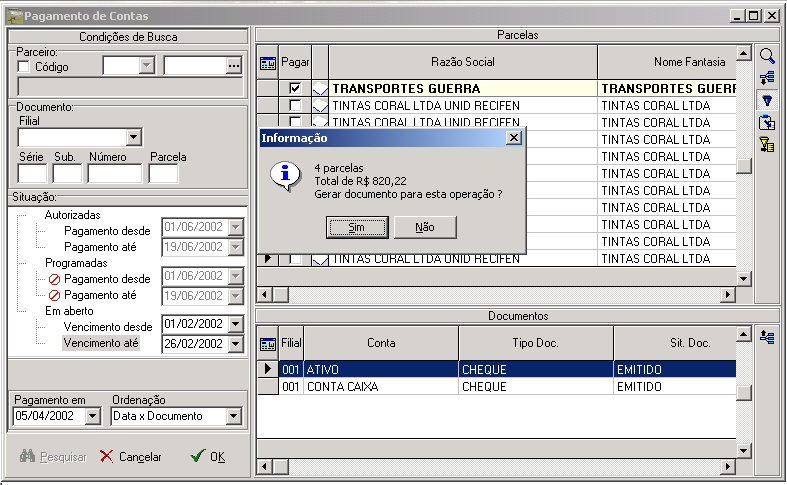 Pagamento de Contas
Condições de Busca
Parceiro:
Código
Documento:
Filial
Série Sub. Número Parcela
Situação:
Autorizadas
Pagamento desde 01/06/2002
Pagamento até 19/06/2002
Programadas
Pagamento desde 01/06/2002
Pagamento até 19/06/2002
Em aberto
Vencimento desde 01/02/2002
Vencimento até 26/02/2002
Pagamento em Ordenação
05/04/2002 Data x Documento
Pesquisar Cancelar OK
Parcelas
Pagar Razão Social Nome Fantasia
TRANSPORTES GUERRA TRANSPORTES GUERR
TINTAS CORAL LTDA UNID RECIFEN TINTAS CORAL LTDA
TINTAS CORAL LTDA UNID RECIFEN TINTAS CORAL LTDA
TINTAS CORAL LTDA
TINTAS CORAL LTDA
TINTAS CORAL LTDA
TINTAS CORAL LTDA
TINTAS CORAL LTDA
TINTAS CORAL LTDA
TINTAS CORAL LTDA
TINTAS CORAL LTDA UNID RECIFEN TINTAS CORAL LTDA
Informação
4 parcelas
Total de R$ 820,22
Gerar documento para esta operação ?
Sim Não
Documentos
Filial Conta Tipo Doc. Sit. Doc.
001 ATIVO CHEQUE EMITIDO
001 CONTA CAIXA CHEQUE EMITIDO